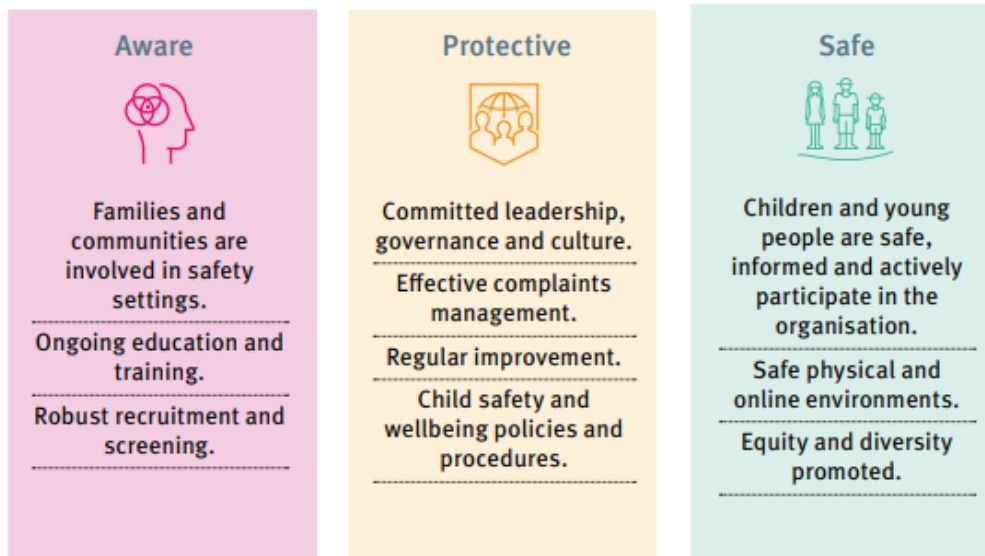 Aware
Families and
communities are
involved in safety
settings.
Ongoing education and
training.
Robust recruitment and
screening.
Protective
Committed leadership,
governance and culture.
Effective complaints
management.
Regular improvement.
Child safety and
wellbeing policies and
procedures.
Safe
Children and young
people are safe,
informed and actively
participate in the
organisation.
Safe physical and
online environments.
Equity and diversity
promoted.